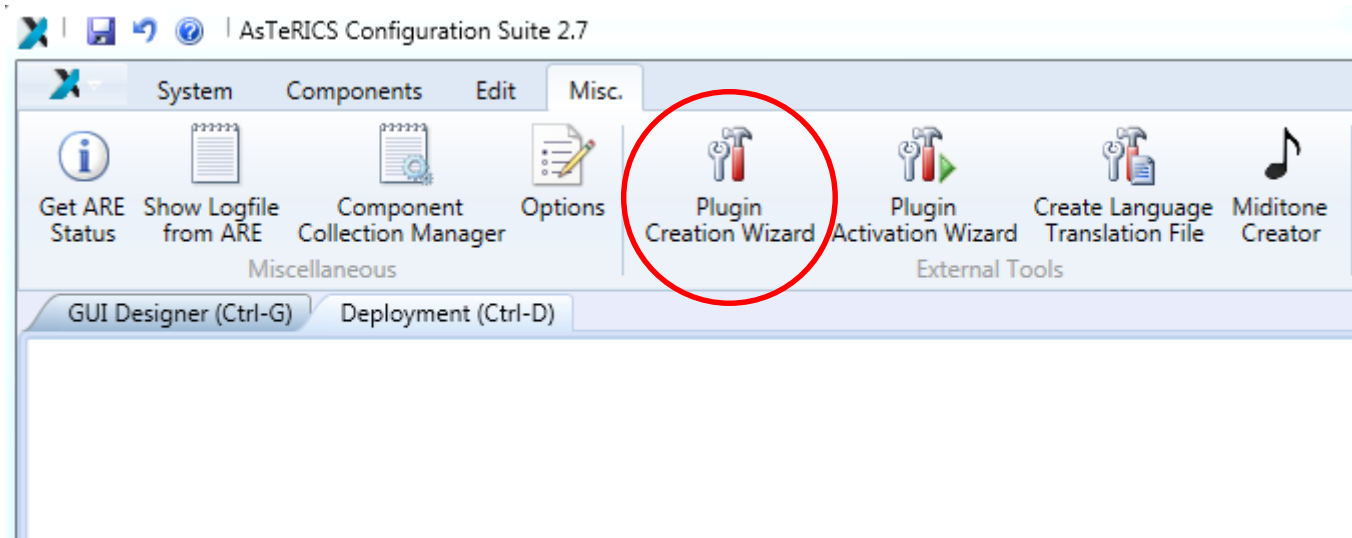 AsTeRICS Configuration Suite 2.7
System Components Edit Misc.
Get ARE Show Logfile Component Options Plugin Plugin Create Language Miditone
Status from ARE Collection Manager Creation Wizard Activation Wizard Translation File Creator
Miscellaneous External Tools
GUI Designer (Ctrl-G) Deployment (Ctrl-D)